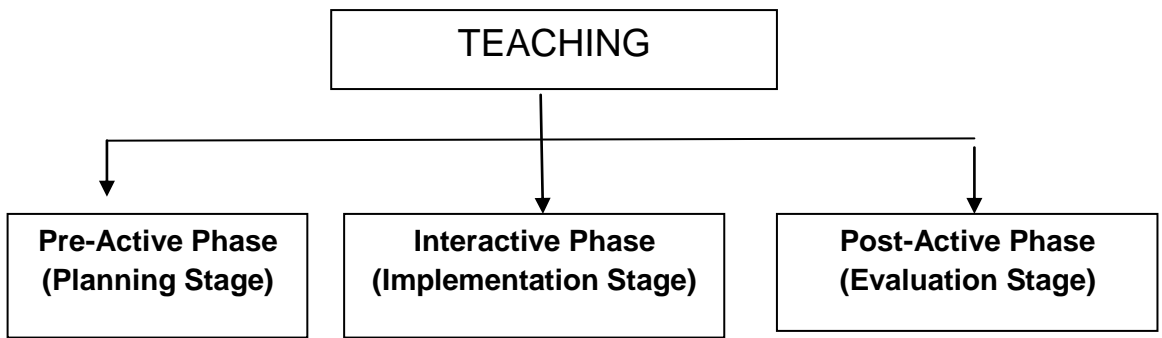 TEACHING
Pre-Active Phase
(Planning Stage)
Interactive Phase
(Implementation Stage)
Post-Active Phase
(Evaluation Stage)